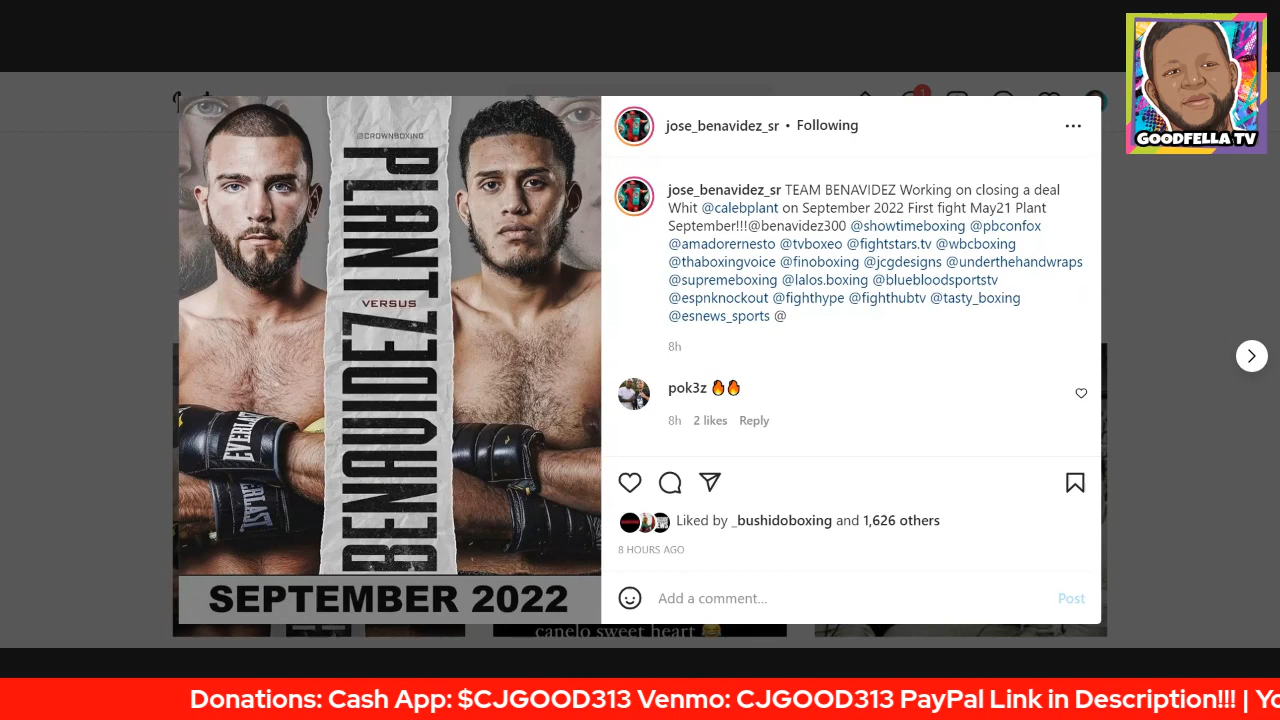 GOODFELLA TV
@CROWNBOXING
PLANT
VERSUS
BENAVIDEZ
EVERLAST
EVERLAST
SEPTEMBER 2022
jose_benavidez_sr • Following
jose_benavidez_sr TEAM BENAVIDEZ Working on closing a deal
Whit @calebplant on September 2022 First fight May21 Plant
September!!!@benavidez300 @showtimeboxing @pbconfox
@amadorernesto @tvboxeo @fightstars.tv @wbcboxing
@thaboxingvoice @finoboxing @jcgdesigns @underthehandwraps
@supremeboxing @lalos.boxing @bluebloodsportstv
@espnknockout @fighthype @fighthubtv @tasty_boxing
@esnews_sports @
8h
pok3z 🔥🔥
8h 2 likes Reply
Liked by _bushidoboxing and 1,626 others
8 HOURS AGO
Add a comment...
Post
canelo sweet heart
Donations: Cash App: $CJGOOD313 Venmo: CJGOOD313 PayPal Link in Description!!! | Yo